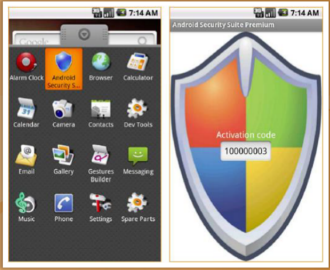 7:14 AM
Google
Alarm Clock
Android Security S...
Browser
Calculator
Calendar
Camera
Contacts
Dev Tools
Email
Gallery
Gestures Builder
Messaging
Music
Phone
Settings
Spare Parts
7:14 AM
Android Security Suite Premium
Activation code
100000003